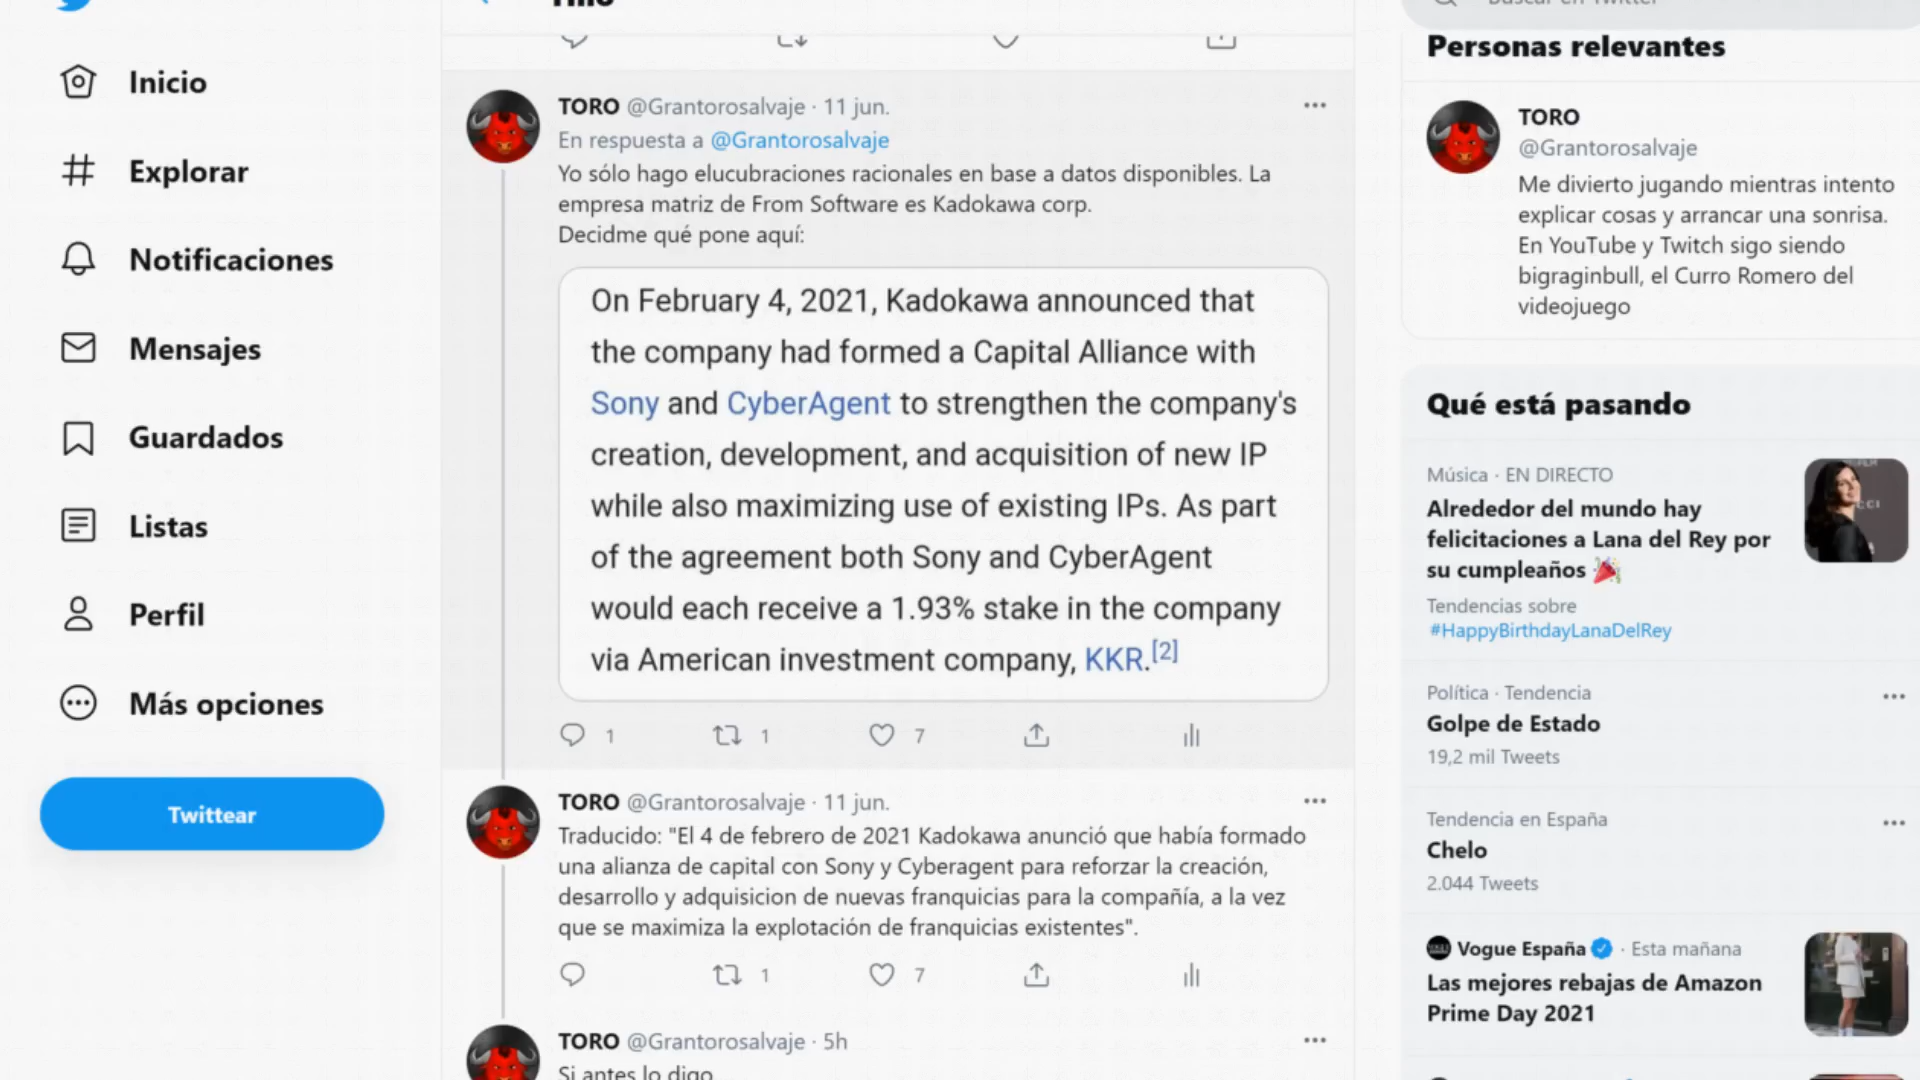 Inicio
Explorar
Notificaciones
Mensajes
Guardados
Listas
Perfil
Más opciones
Twittear
TORO @Grantorosalvaje · 11 jun.
En respuesta a @Grantorosalvaje
Yo sólo hago elucubraciones racionales en base a datos disponibles. La
empresa matriz de From Software es Kadokawa corp.
Decidme qué pone aquí:
On February 4, 2021, Kadokawa announced that
the company had formed a Capital Alliance with
Sony and CyberAgent to strengthen the company's
creation, development, and acquisition of new IP
while also maximizing use of existing IPs. As part
of the agreement both Sony and CyberAgent
would each receive a 1.93% stake in the company
via American investment company, KKR.[2]
1 1 7
TORO @Grantorosalvaje · 11 jun.
Traducido: "El 4 de febrero de 2021 Kadokawa anunció que había formado
una alianza de capital con Sony y Cyberagent para reforzar la creación,
desarrollo y adquisicion de nuevas franquicias para la compañía, a la vez
que se maximiza la explotación de franquicias existentes".
1 7
TORO @Grantorosalvaje · 5h
Si antes lo digo
Buscar en Twitter
Personas relevantes
TORO
@Grantorosalvaje
Me divierto jugando mientras intento
explicar cosas y arrancar una sonrisa.
En YouTube y Twitch sigo siendo
bigraginbull, el Curro Romero del
videojuego
Qué está pasando
Música · EN DIRECTO
Alrededor del mundo hay
felicitaciones a Lana del Rey por
su cumpleaños 🎉
Tendencias sobre
#HappyBirthdayLanaDelRey
Política · Tendencia
Golpe de Estado
19,2 mil Tweets
Tendencia en España
Chelo
2.044 Tweets
Vogue España · Esta mañana
Las mejores rebajas de Amazon
Prime Day 2021